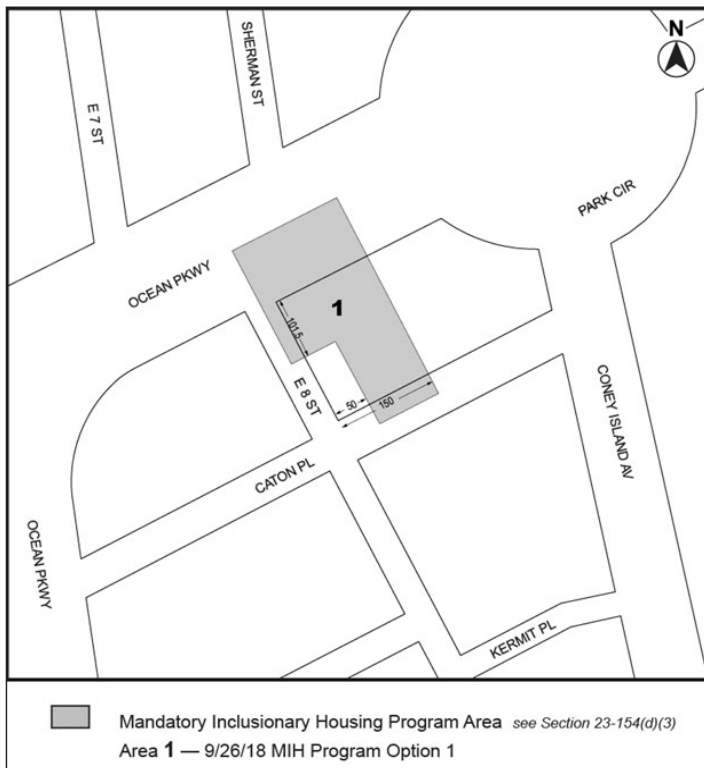 N
SHERMAN ST
E 7 ST
PARK CIR
OCEAN PKWY
1
101.5
E 8 ST
50
150
CONEY ISLAND AV
CATON PL
OCEAN PKWY
KERMIT PL
Mandatory Inclusionary Housing Program Area see Section 23-154(d)(3)
Area 1 — 9/26/18 MIH Program Option 1